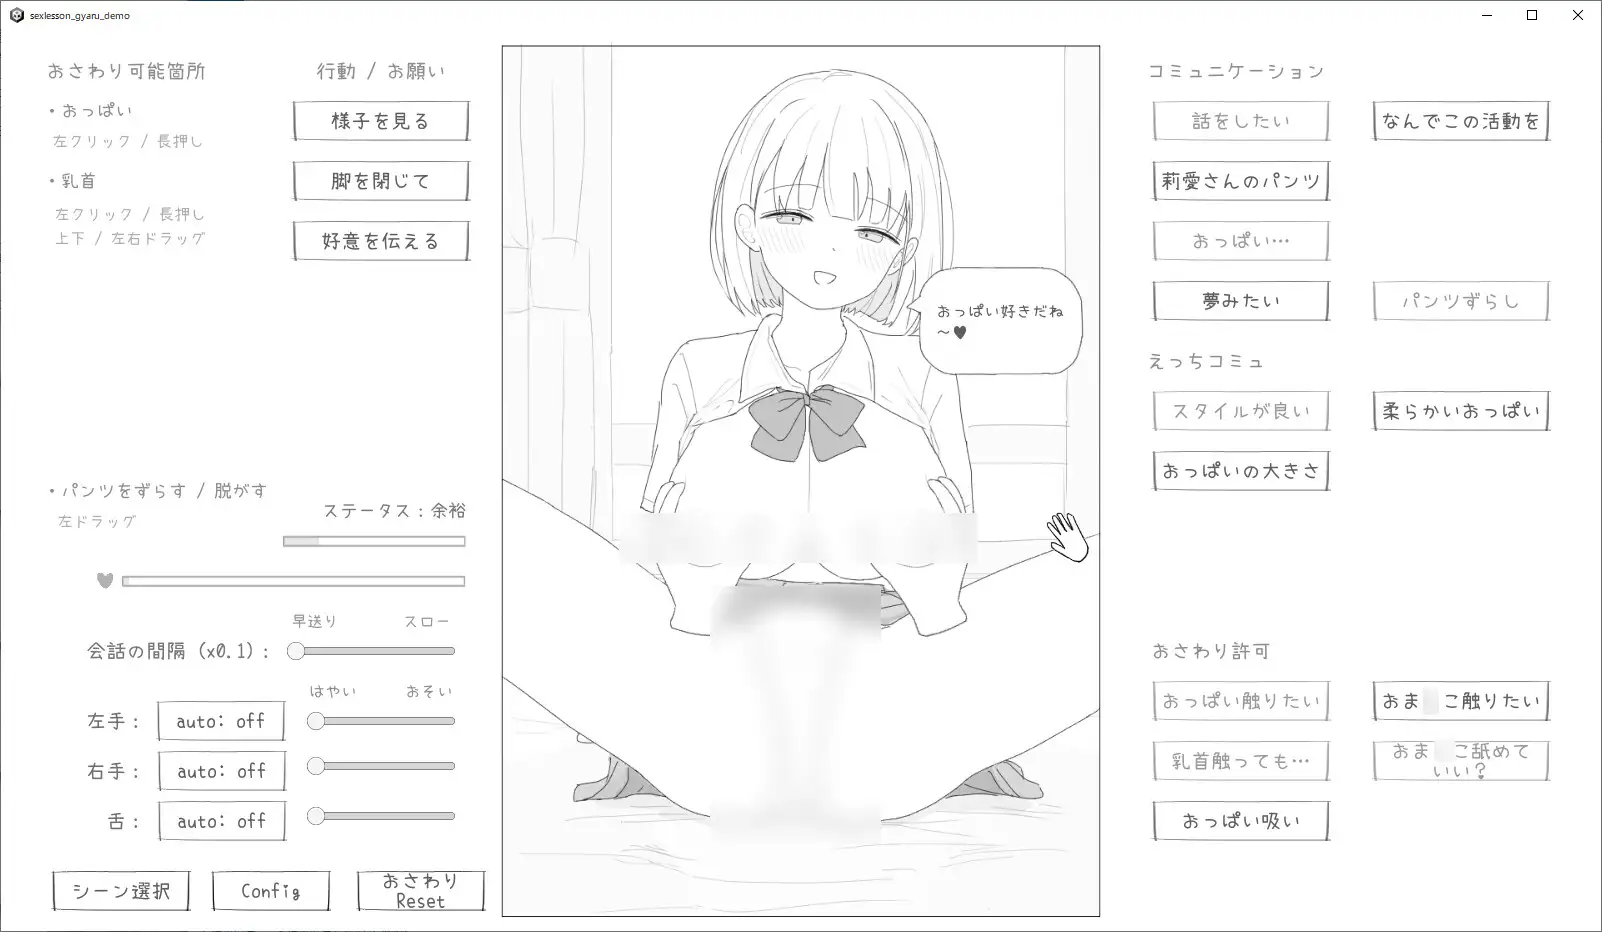 sexlesson_gyaru_demo
おさわり可能箇所
・おっぱい
左クリック / 長押し
・乳首
左クリック / 長押し
上下 / 左右ドラッグ
行動 / お願い
様子を見る
脚を閉じて
好意を伝える
・パンツをずらす / 脱がす
左ドラッグ
ステータス：余裕
早送り スロー
会話の間隔 (x0.1)：
はやい おそい
左手： auto: off
右手： auto: off
舌： auto: off
シーン選択
Config
おさわり
Reset
おっぱい好きだね
～♥
コミュニケーション
話をしたい なんでこの活動を
莉愛さんのパンツ
おっぱい…
夢みたい パンツずらし
えっちコミュ
スタイルが良い 柔らかいおっぱい
おっぱいの大きさ
おさわり許可
おっぱい触りたい おま こ触りたい
乳首触っても… おま こ舐めて
いい？
おっぱい吸い